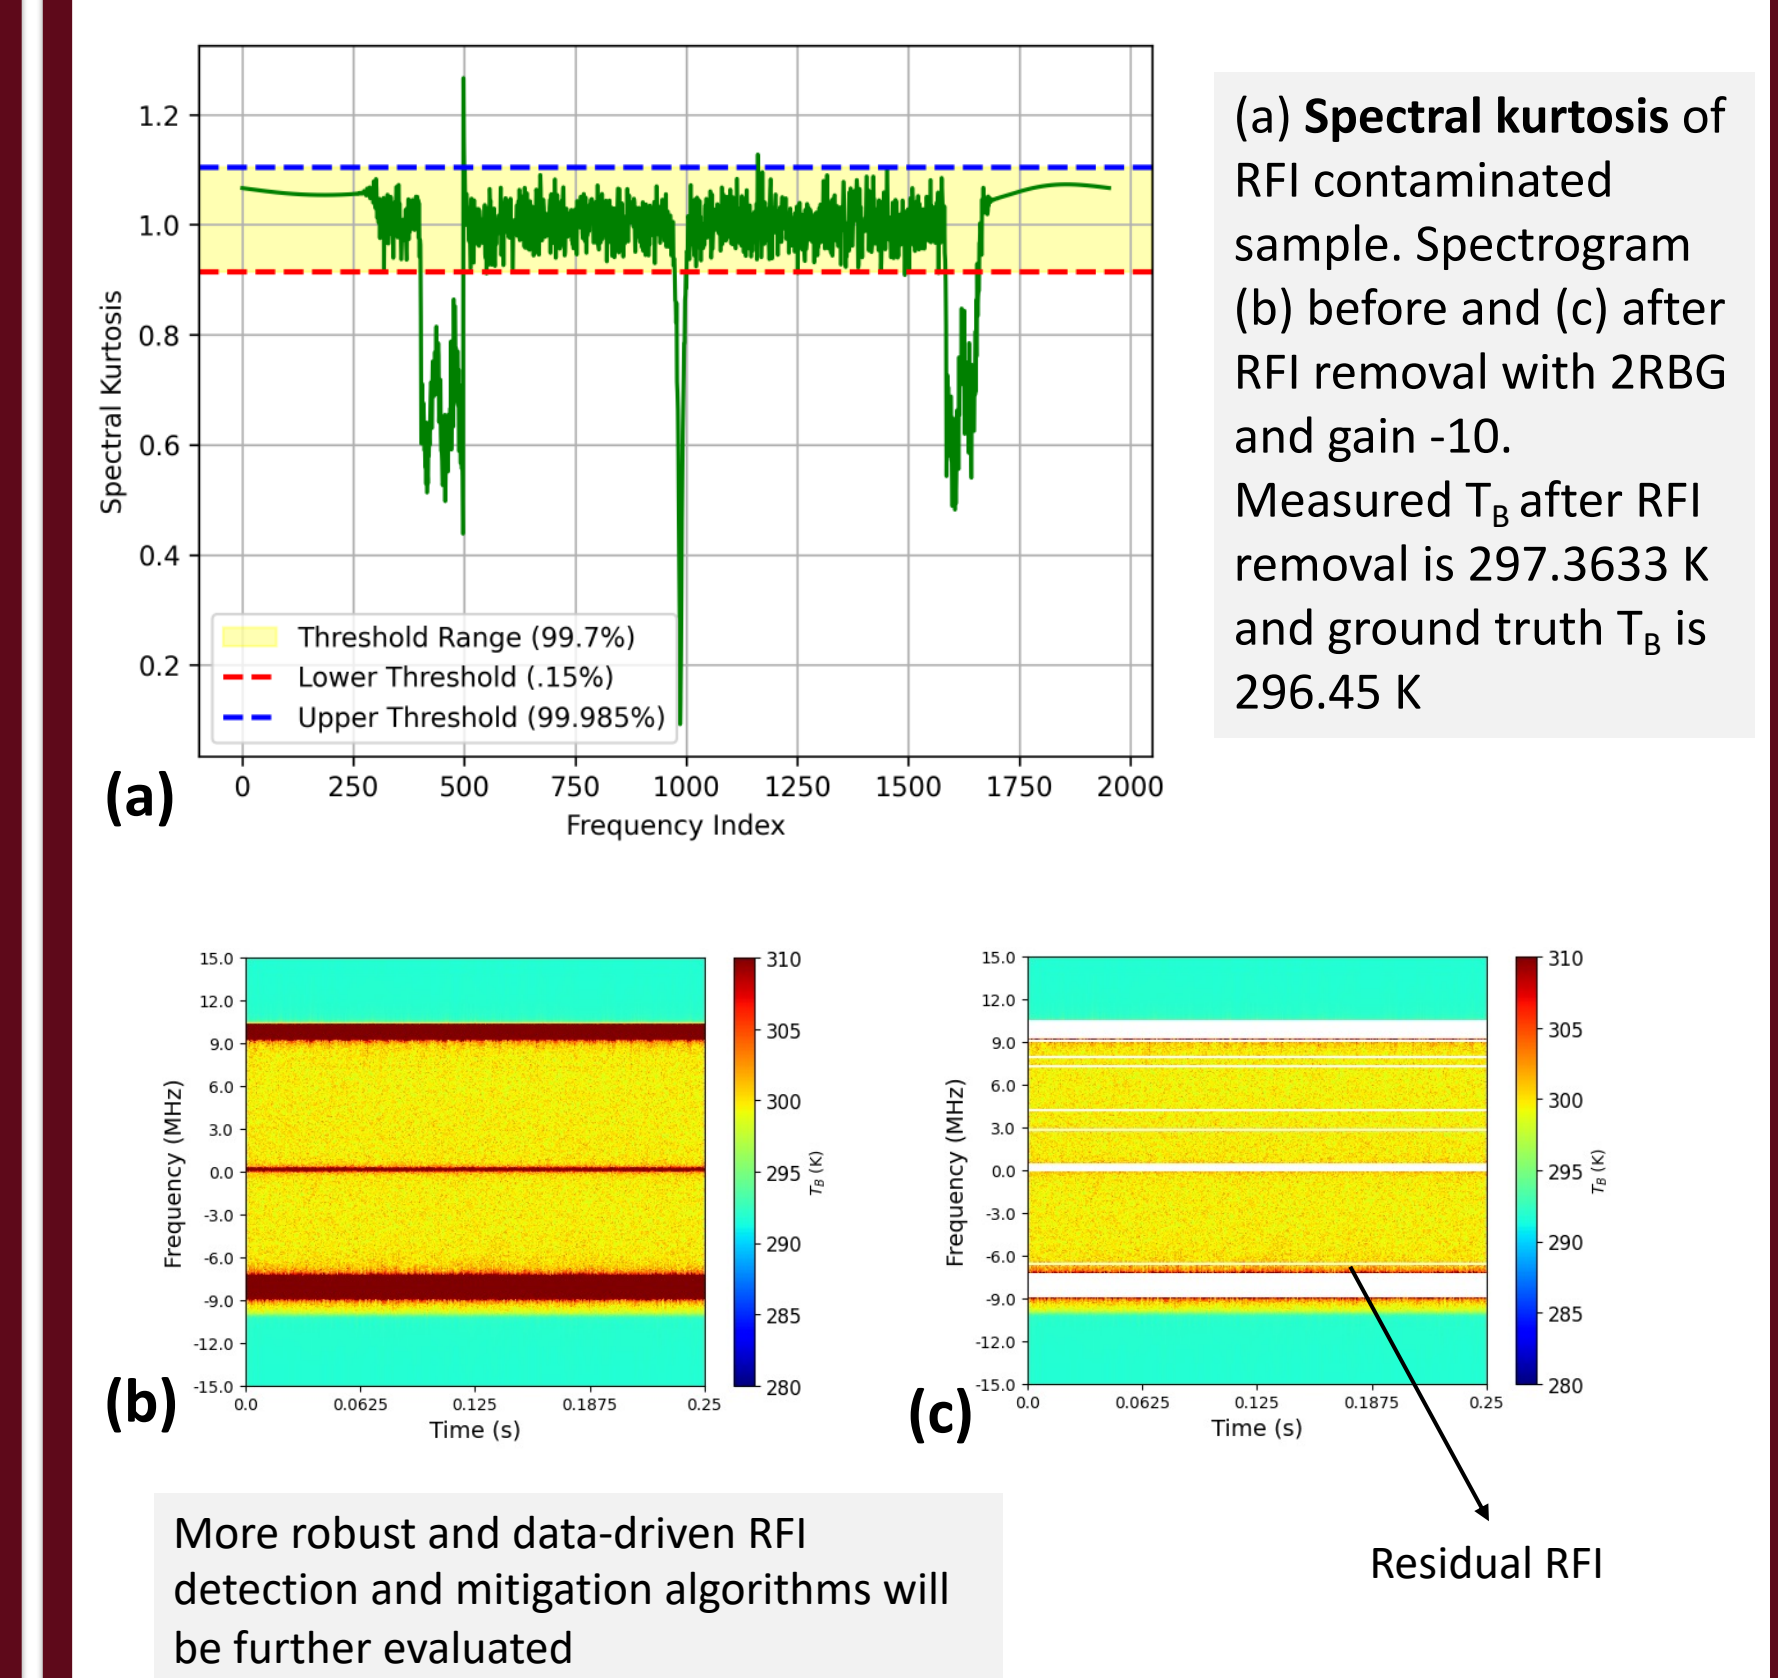 1.2
1.0
0.8
0.6
0.4
0.2
Spectral Kurtosis
Threshold Range (99.7%)
Lower Threshold (.15%)
Upper Threshold (99.985%)
0 250 500 750 1000 1250 1500 1750 2000
Frequency Index
(a)
(a) Spectral kurtosis of
RFI contaminated
sample. Spectrogram
(b) before and (c) after
RFI removal with 2RBG
and gain -10.
Measured T_B after RFI
removal is 297.3633 K
and ground truth T_B is
296.45 K
15.0
12.0
9.0
6.0
3.0
0.0
-3.0
-6.0
-9.0
-12.0
-15.0
Frequency (MHz)
0.0 0.0625 0.125 0.1875 0.25
Time (s)
310
305
300
295
290
285
280
T_B (K)
(b)
15.0
12.0
9.0
6.0
3.0
0.0
-3.0
-6.0
-9.0
-12.0
-15.0
Frequency (MHz)
0.0 0.0625 0.125 0.1875 0.25
Time (s)
310
305
300
295
290
285
280
T_B (K)
(c)
Residual RFI
More robust and data-driven RFI
detection and mitigation algorithms will
be further evaluated